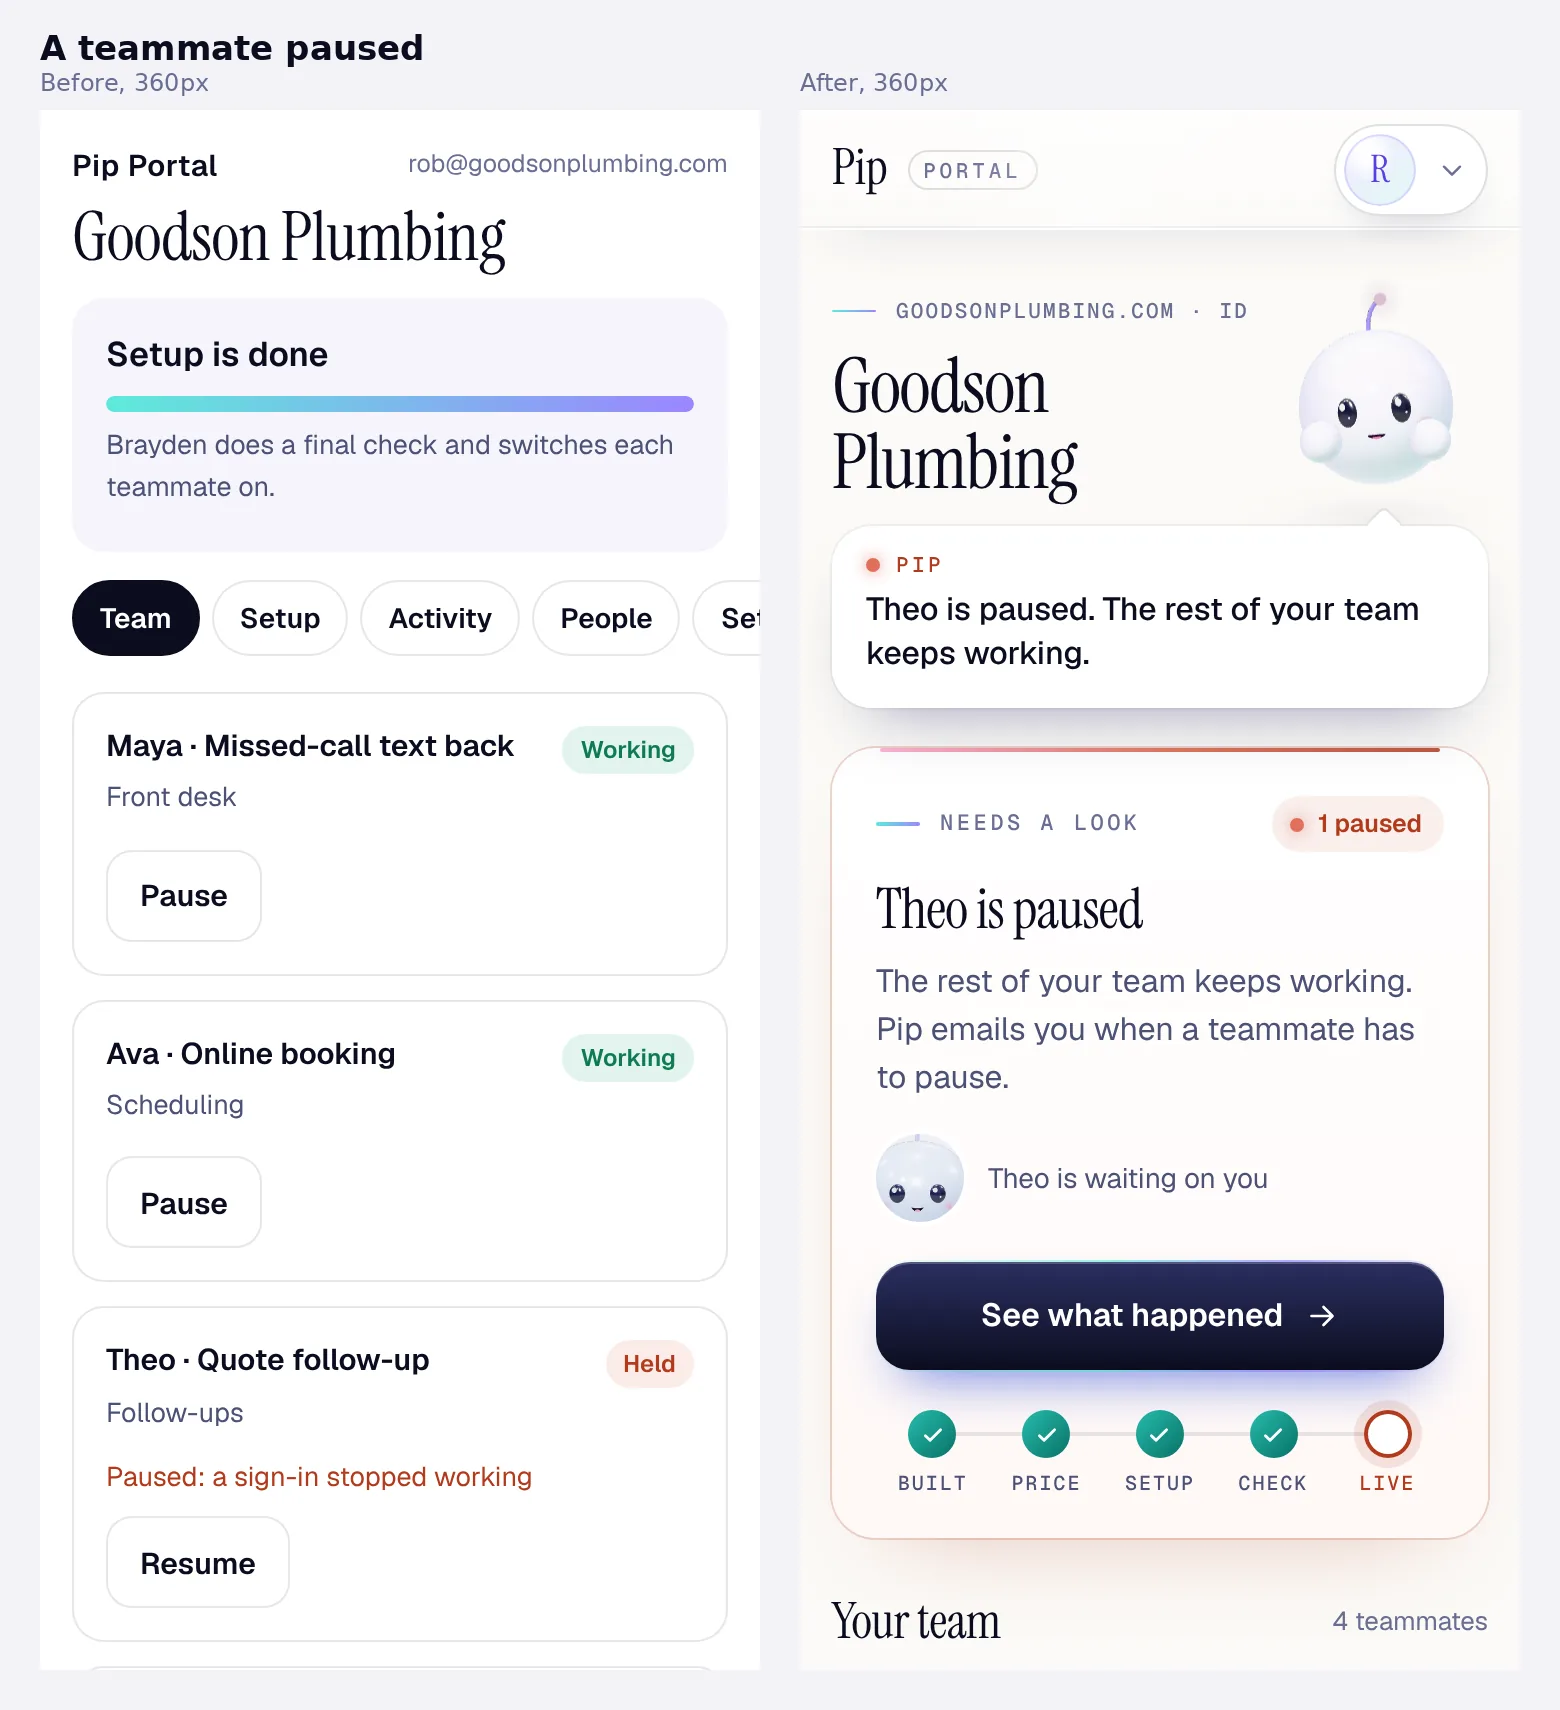 A teammate paused
Before, 360px
Pip Portal
rob@goodsonplumbing.com
Goodson Plumbing
Setup is done
Brayden does a final check and switches each
teammate on.
Team
Setup
Activity
People
Set
Maya · Missed-call text back
Working
Front desk
Pause
Ava · Online booking
Working
Scheduling
Pause
Theo · Quote follow-up
Held
Follow-ups
Paused: a sign-in stopped working
Resume
After, 360px
Pip
PORTAL
R
GOODSONPLUMBING.COM · ID
Goodson
Plumbing
PIP
Theo is paused. The rest of your team
keeps working.
NEEDS A LOOK
1 paused
Theo is paused
The rest of your team keeps working.
Pip emails you when a teammate has
to pause.
Theo is waiting on you
See what happened →
BUILT
PRICE
SETUP
CHECK
LIVE
Your team
4 teammates